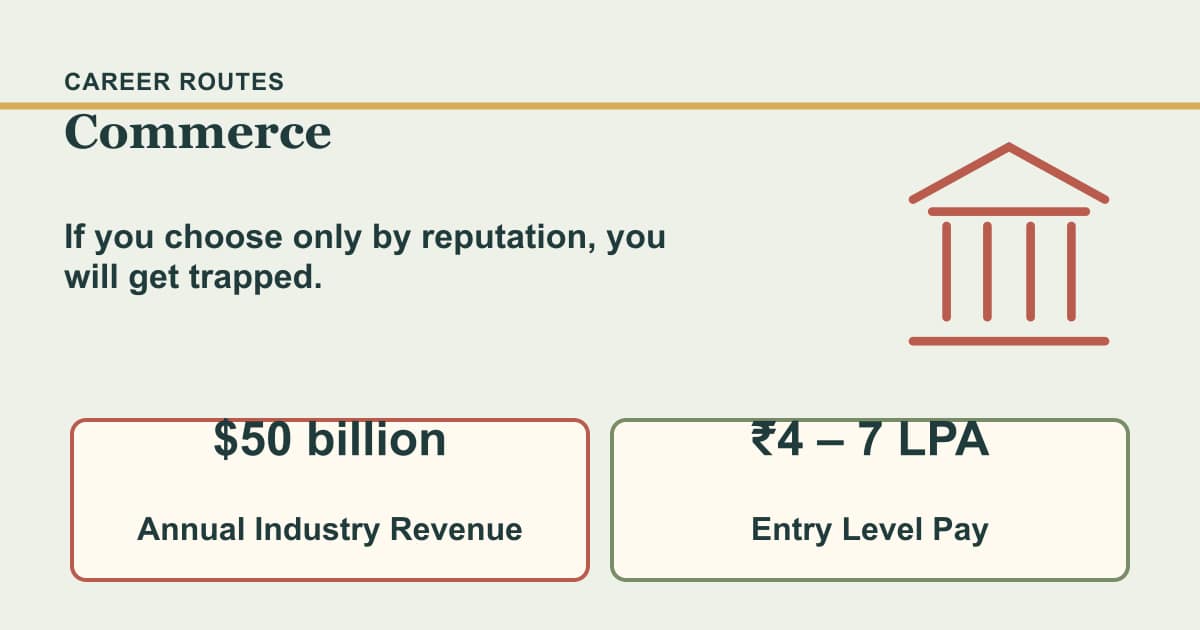 CAREER ROUTES
Commerce
If you choose only by reputation, you
will get trapped.
$50 billion
Annual Industry Revenue
₹4 – 7 LPA
Entry Level Pay